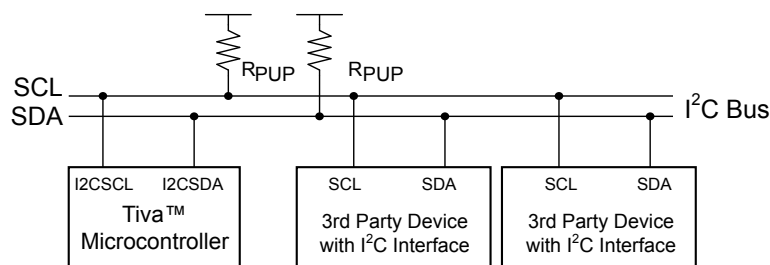 R_PUP R_PUP
SCL
SDA
I²C Bus
I2CSCL I2CSDA
Tiva™
Microcontroller
SCL SDA
3rd Party Device
with I²C Interface
SCL SDA
3rd Party Device
with I²C Interface